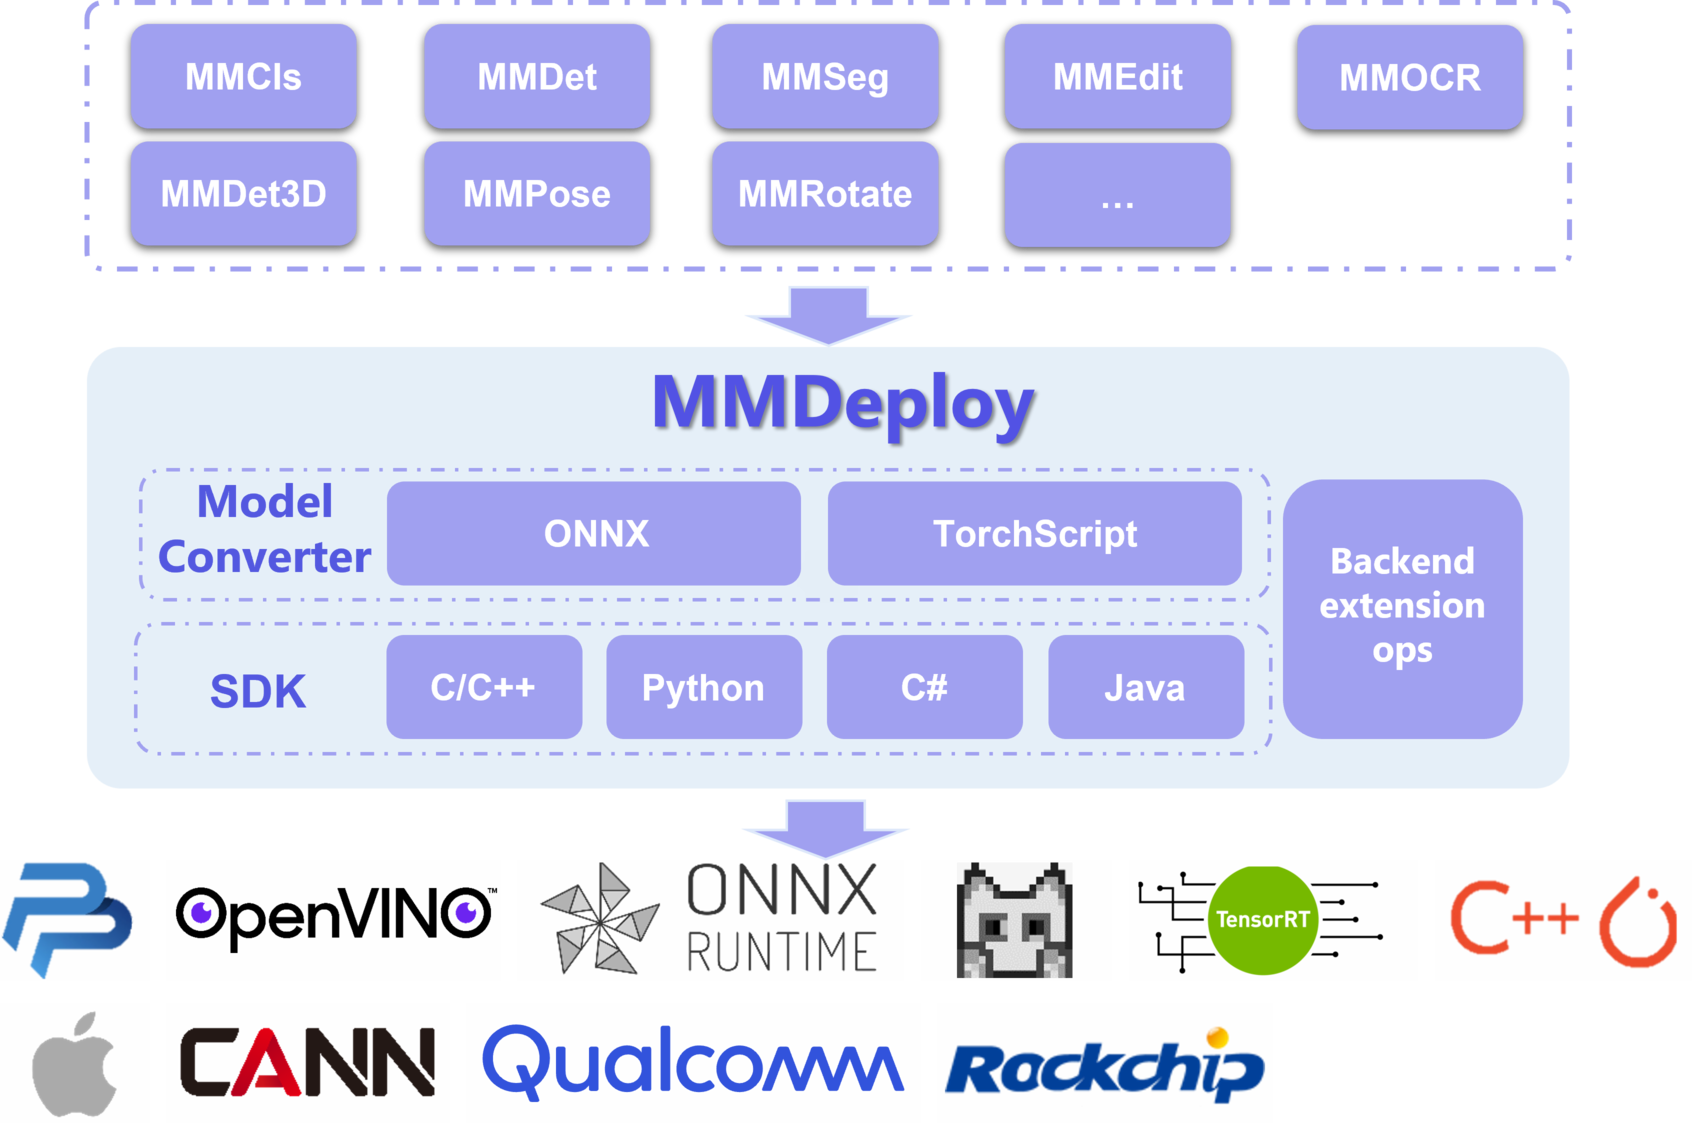 MMCls
MMDet
MMSeg
MMEdit
MMOCR
MMDet3D
MMPose
MMRotate
...
MMDeploy
Model
Converter
ONNX
TorchScript
Backend
extension
ops
SDK
C/C++
Python
C#
Java
OpenVINO™
ONNX
RUNTIME
TensorRT
C++
CANN
Qualcomm
Rockchip